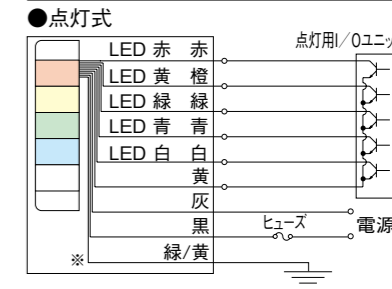 ●点灯式
点灯用I/Oユニッ
LED 赤 赤
LED 黄 橙
LED 緑 緑
LED 青 青
LED 白 白
黄
灰
黒 ヒューズ 電源
緑/黄
※